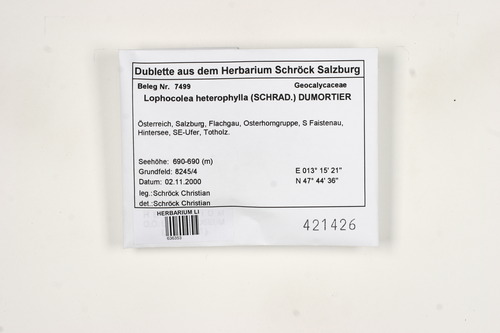 Dublette aus dem Herbarium Schröck Salzburg
Beleg Nr. 7499 Geocalycaceae
Lophocolea heterophylla (SCHRAD.) DUMORTIER
Österreich, Salzburg, Flachgau, Osterhorngruppe, S Faistenau,
Hintersee, SE-Ufer, Totholz.
Seehöhe: 690-690 (m)
Grundfeld: 8245/4 E 013° 15' 21"
Datum: 02.11.2000 N 47° 44' 36"
leg.:Schröck Christian
det.:Schröck Christian
HERBARIUM LI
421426